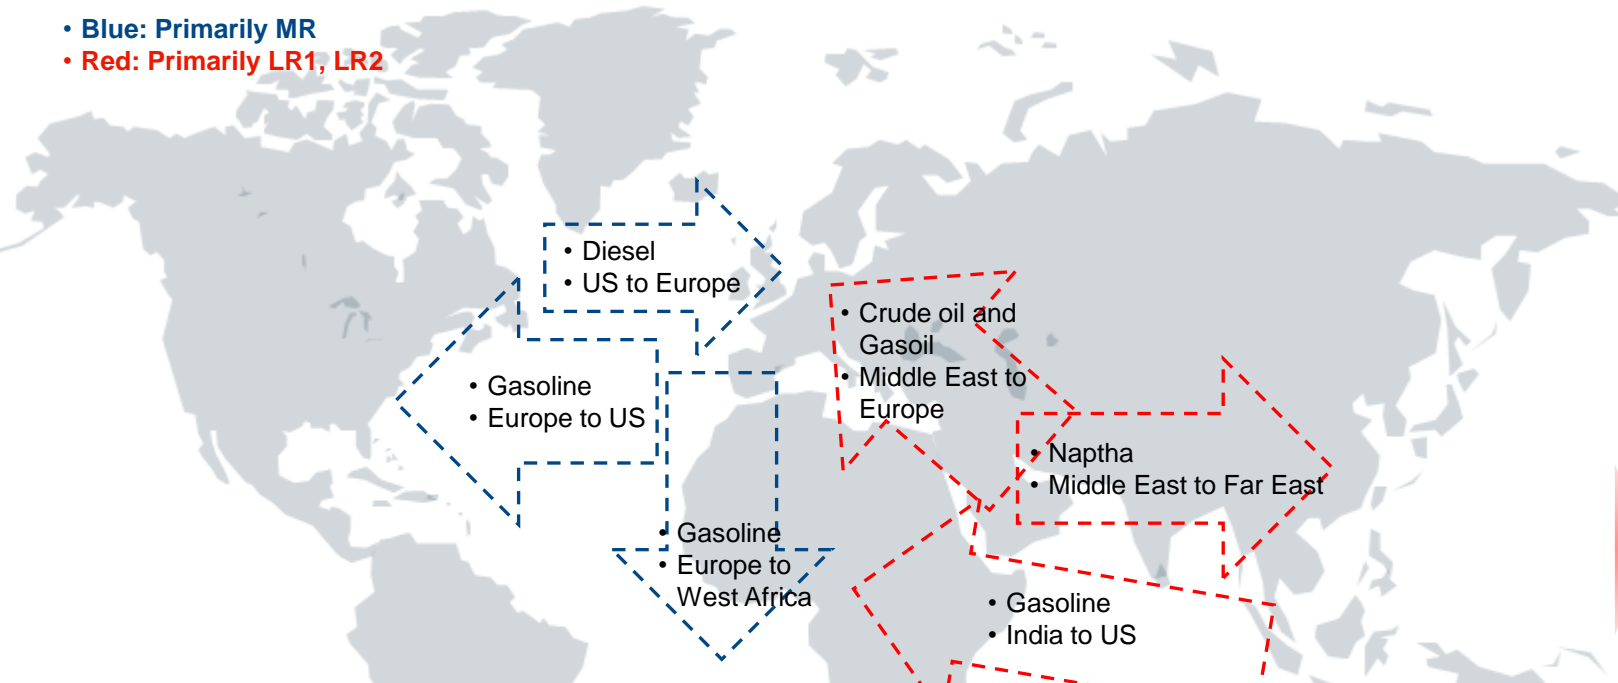 • Blue: Primarily MR
• Red: Primarily LR1, LR2
• Diesel
• US to Europe
• Gasoline
• Europe to US
• Gasoline
• Europe to
West Africa
• Crude oil and
Gasoil
• Middle East to
Europe
• Naptha
• Middle East to Far East
• Gasoline
• India to US